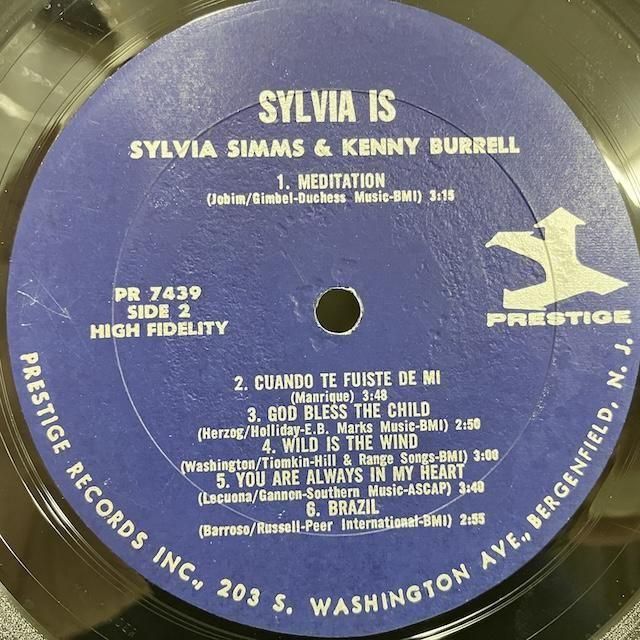 SYLVIA IS
SYLVIA SIMMS & KENNY BURRELL
1. MEDITATION
(Jobim/Gimbel-Duchess Music-BMI) 3:15
PR 7439
SIDE 2
HIGH FIDELITY
PRESTIGE
2. CUANDO TE FUISTE DE MI
(Manrique) 3:48
3. GOD BLESS THE CHILD
(Herzog/Holliday-E.B. Marks Music-BMI) 2:50
4. WILD IS THE WIND
(Washington/Tiomkin-Hill & Range Songs-BMI) 3:00
5. YOU ARE ALWAYS IN MY HEART
(Lecuona/Gannon-Southern Music-ASCAP) 3:40
6. BRAZIL
(Barroso/Russell-Peer International-BMI) 2:55
PRESTIGE RECORDS INC., 203 S. WASHINGTON AVE., BERGENFIELD, N. J.